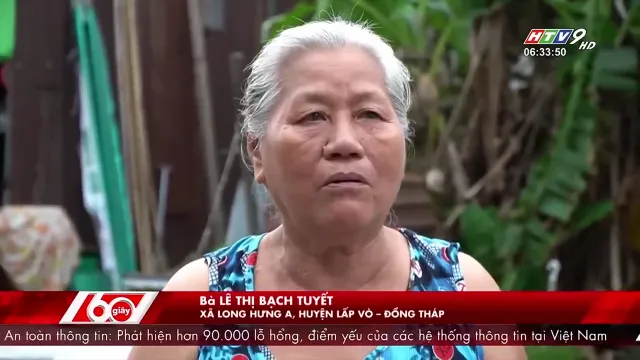 HTV9 HD
06:33:50
60 giây
Bà LÊ THỊ BẠCH TUYẾT
XÃ LONG HƯNG A, HUYỆN LẤP VÒ - ĐỒNG THÁP
An toàn thông tin: Phát hiện hơn 90.000 lỗ hổng, điểm yếu của các hệ thống thông tin tại Việt Nam